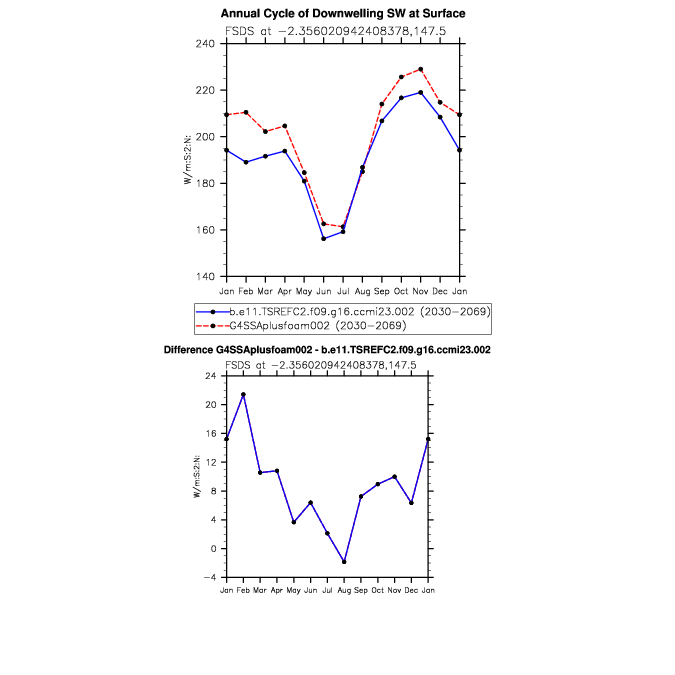 Annual Cycle of Downwelling SW at Surface
FSDS at −2.356020942408378,147.5
240
220
200
180
160
140
W/m:S:2:N:
Jan Feb Mar Apr May Jun Jul Aug Sep Oct Nov Dec Jan
b.e11.TSREFC2.f09.g16.ccmi23.002 (2030−2069)
G4SSAplusfoam002 (2030−2069)
Difference G4SSAplusfoam002 - b.e11.TSREFC2.f09.g16.ccmi23.002
FSDS at −2.356020942408378,147.5
24
20
16
12
8
4
0
−4
W/m:S:2:N:
Jan Feb Mar Apr May Jun Jul Aug Sep Oct Nov Dec Jan